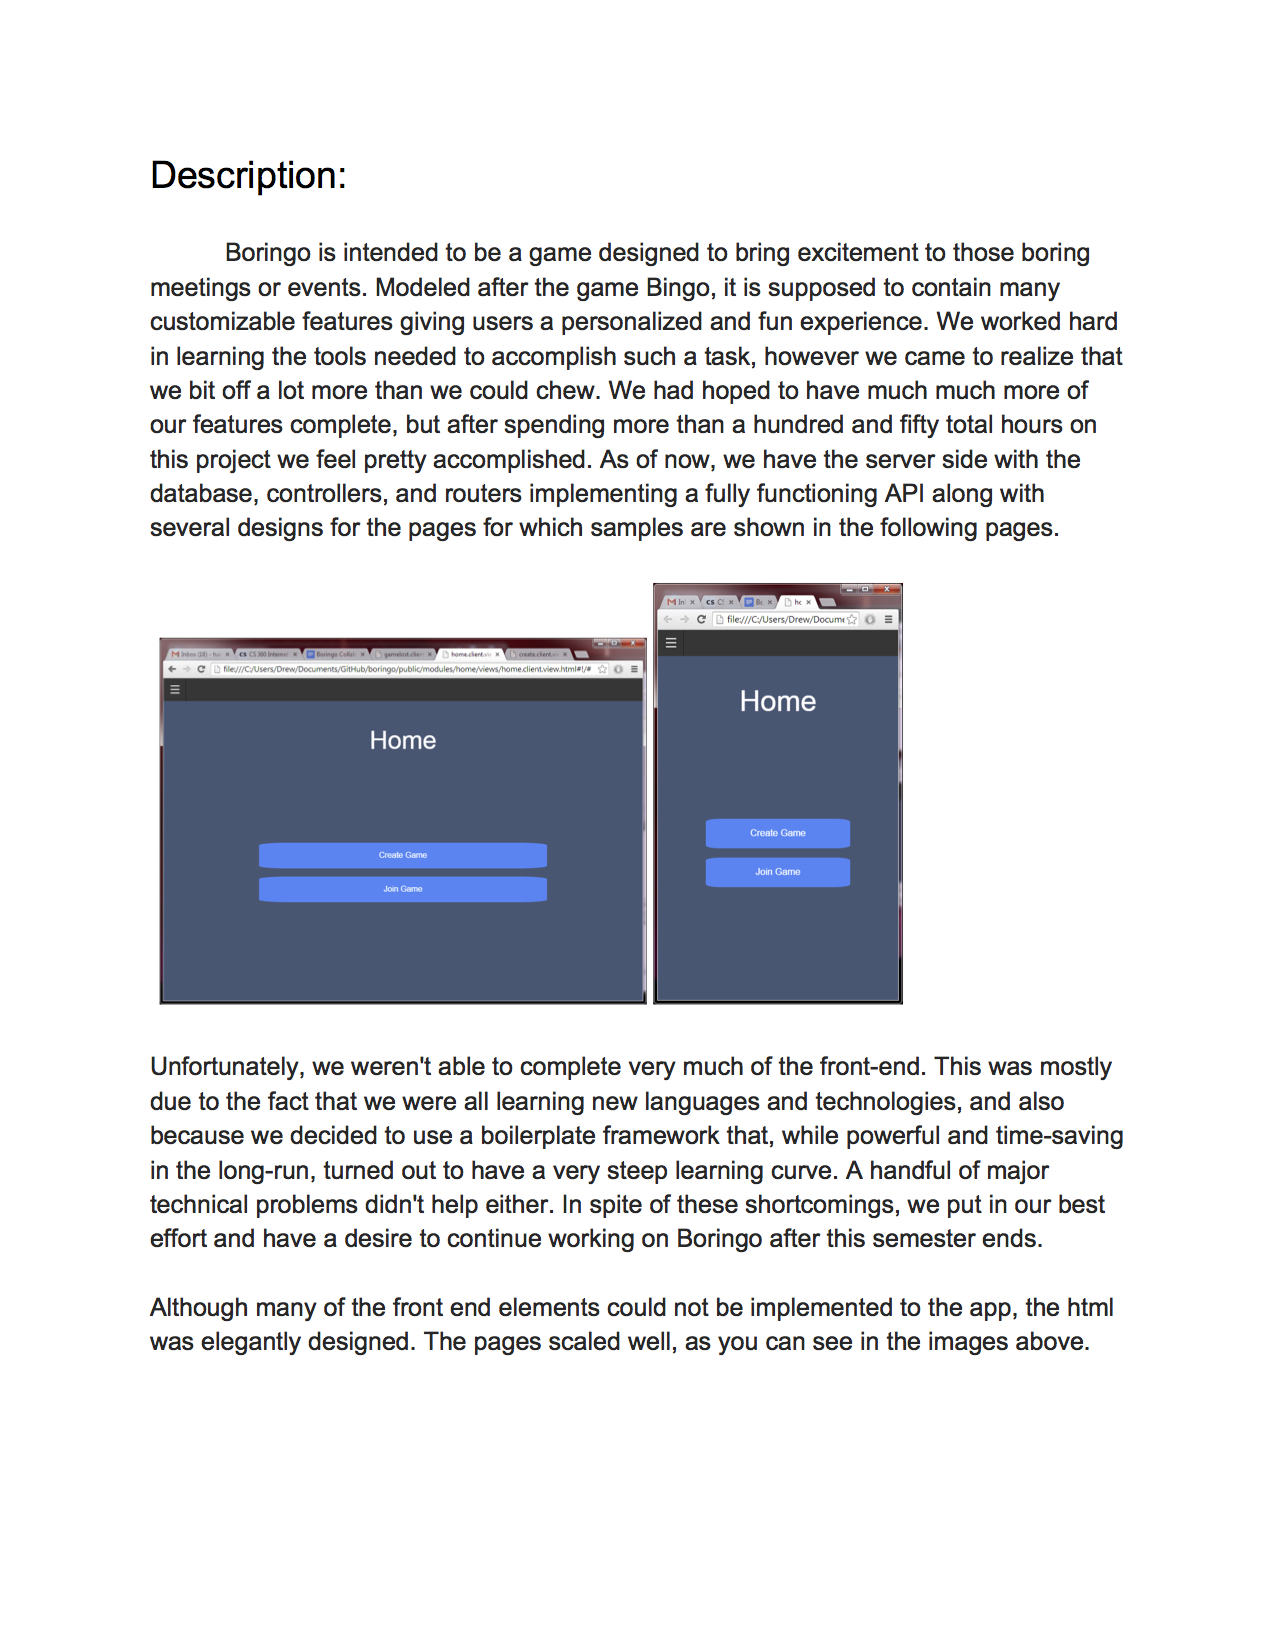 Description:
Boringo is intended to be a game designed to bring excitement to those boring
meetings or events. Modeled after the game Bingo, it is supposed to contain many
customizable features giving users a personalized and fun experience. We worked hard
in learning the tools needed to accomplish such a task, however we came to realize that
we bit off a lot more than we could chew. We had hoped to have much much more of
our features complete, but after spending more than a hundred and fifty total hours on
this project we feel pretty accomplished. As of now, we have the server side with the
database, controllers, and routers implementing a fully functioning API along with
several designs for the pages for which samples are shown in the following pages.
Inbox (18) - CS 360 Internet Boringo Collab gamelost.client home.client.vie create.client.vi
file:///C:/Users/Drew/Documents/GitHub/boringo/public/modules/home/views/home.client.view.html#!/#
Home
Create Game
Join Game
In CS
file:///C:/Users/Drew/Docume
Home
Create Game
Join Game
Unfortunately, we weren't able to complete very much of the front-end. This was mostly
due to the fact that we were all learning new languages and technologies, and also
because we decided to use a boilerplate framework that, while powerful and time-saving
in the long-run, turned out to have a very steep learning curve. A handful of major
technical problems didn't help either. In spite of these shortcomings, we put in our best
effort and have a desire to continue working on Boringo after this semester ends.
Although many of the front end elements could not be implemented to the app, the html
was elegantly designed. The pages scaled well, as you can see in the images above.